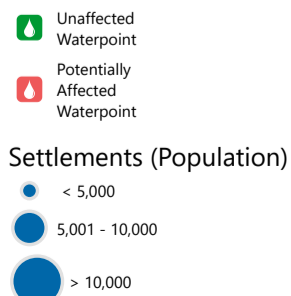 Unaffected
Waterpoint
Potentially
Affected
Waterpoint
Settlements (Population)
< 5,000
5,001 - 10,000
> 10,000